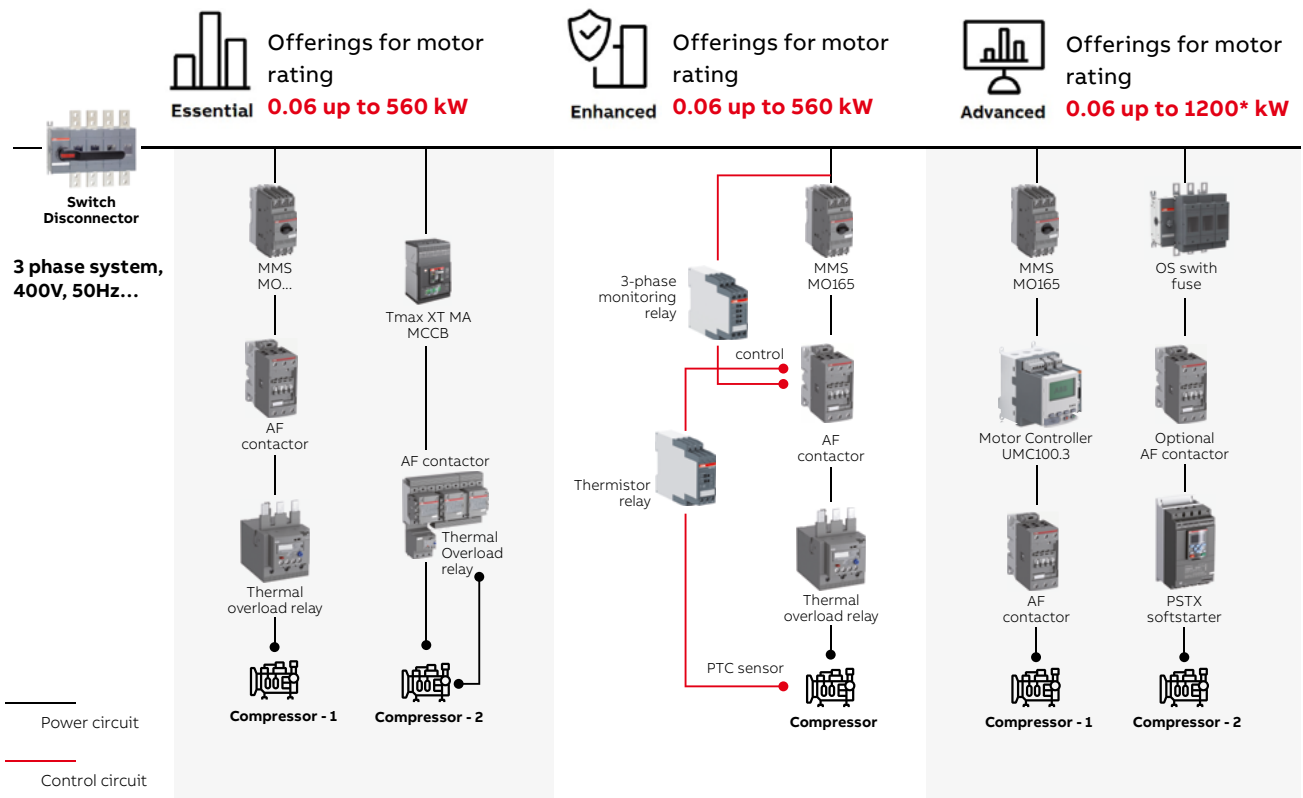 Essential
Offerings for motor
rating
0.06 up to 560 kW
Enhanced
Offerings for motor
rating
0.06 up to 560 kW
Advanced
Offerings for motor
rating
0.06 up to 1200* kW
Switch
Disconnector
3 phase system,
400V, 50Hz...
MMS
MO...
AF
contactor
Thermal
overload relay
Compressor - 1
Tmax XT MA
MCCB
AF contactor
Thermal
Overload
relay
Compressor - 2
3-phase
monitoring
relay
control
Thermistor
relay
PTC sensor
MMS
MO165
AF
contactor
Thermal
overload relay
Compressor
MMS
MO165
Motor Controller
UMC100.3
AF
contactor
Compressor - 1
OS swith
fuse
Optional
AF contactor
PSTX
softstarter
Compressor - 2
Power circuit
Control circuit